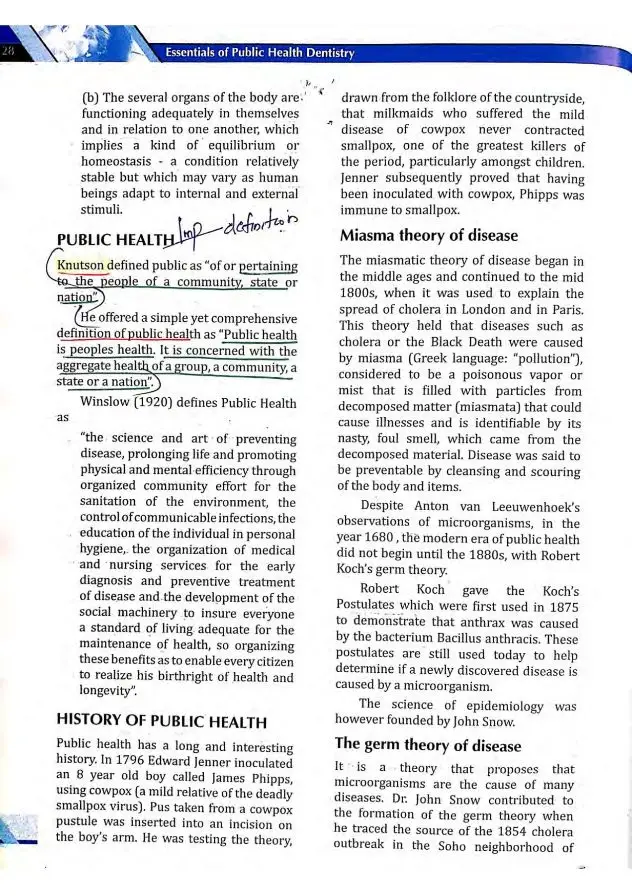 28
Essentials of Public Health Dentistry
(b) The several organs of the body are
functioning adequately in themselves
and in relation to one another, which
implies a kind of equilibrium or
homeostasis - a condition relatively
stable but which may vary as human
beings adapt to internal and external
stimuli.
Imp - definition
PUBLIC HEALTH
Knutson defined public as “of or pertaining
to the people of a community, state or
nation”.
He offered a simple yet comprehensive
definition of public health as “Public health
is peoples health. It is concerned with the
aggregate health of a group, a community, a
state or a nation”.
Winslow (1920) defines Public Health
as
“the science and art of preventing
disease, prolonging life and promoting
physical and mental efficiency through
organized community effort for the
sanitation of the environment, the
control of communicable infections, the
education of the individual in personal
hygiene, the organization of medical
and nursing services for the early
diagnosis and preventive treatment
of disease and the development of the
social machinery to insure everyone
a standard of living adequate for the
maintenance of health, so organizing
these benefits as to enable every citizen
to realize his birthright of health and
longevity”.
HISTORY OF PUBLIC HEALTH
Public health has a long and interesting
history. In 1796 Edward Jenner inoculated
an 8 year old boy called James Phipps,
using cowpox (a mild relative of the deadly
smallpox virus). Pus taken from a cowpox
pustule was inserted into an incision on
the boy’s arm. He was testing the theory,
drawn from the folklore of the countryside,
that milkmaids who suffered the mild
disease of cowpox never contracted
smallpox, one of the greatest killers of
the period, particularly amongst children.
Jenner subsequently proved that having
been inoculated with cowpox, Phipps was
immune to smallpox.
Miasma theory of disease
The miasmatic theory of disease began in
the middle ages and continued to the mid
1800s, when it was used to explain the
spread of cholera in London and in Paris.
This theory held that diseases such as
cholera or the Black Death were caused
by miasma (Greek language: “pollution”),
considered to be a poisonous vapor or
mist that is filled with particles from
decomposed matter (miasmata) that could
cause illnesses and is identifiable by its
nasty, foul smell, which came from the
decomposed material. Disease was said to
be preventable by cleansing and scouring
of the body and items.
Despite Anton van Leeuwenhoek’s
observations of microorganisms, in the
year 1680, the modern era of public health
did not begin until the 1880s, with Robert
Koch’s germ theory.
Robert Koch gave the Koch’s
Postulates which were first used in 1875
to demonstrate that anthrax was caused
by the bacterium Bacillus anthracis. These
postulates are still used today to help
determine if a newly discovered disease is
caused by a microorganism.
The science of epidemiology was
however founded by John Snow.
The germ theory of disease
It is a theory that proposes that
microorganisms are the cause of many
diseases. Dr. John Snow contributed to
the formation of the germ theory when
he traced the source of the 1854 cholera
outbreak in the Soho neighborhood of